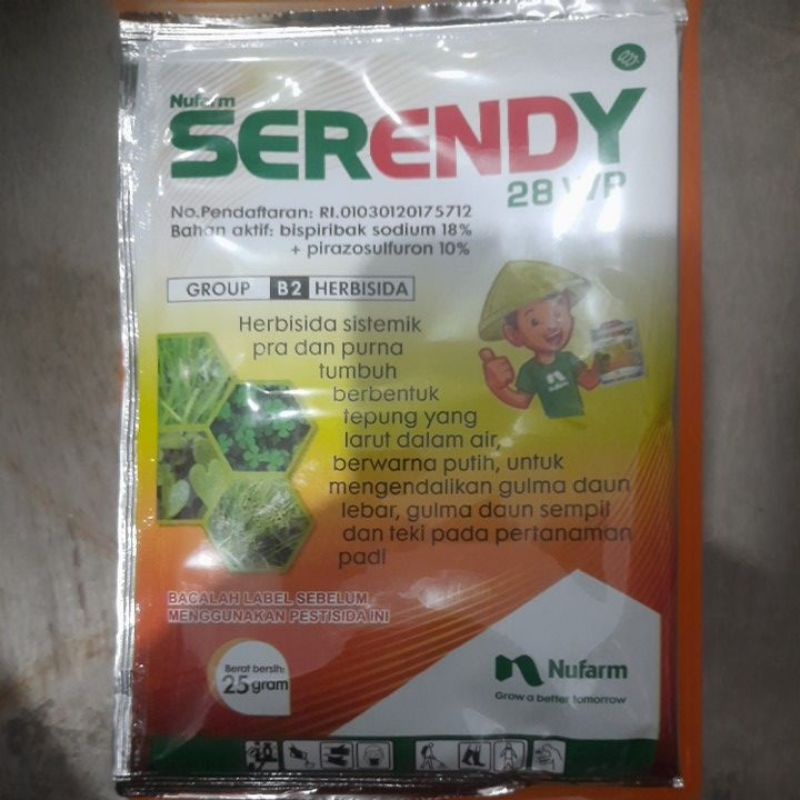 Nufarm
SERENDY
28 WP
No.Pendaftaran: RI.01030120175712
Bahan aktif: bispiribak sodium 18%
+ pirazosulfuron 10%
GROUP B2 HERBISIDA
Herbisida sistemik
pra dan purna
tumbuh
berbentuk
tepung yang
larut dalam air,
berwarna putih, untuk
mengendalikan gulma daun
lebar, gulma daun sempit
dan teki pada pertanaman
padi
BACALAH LABEL SEBELUM
MENGGUNAKAN PESTISIDA INI
Berat bersih:
25 gram
Nufarm
Grow a better tomorrow